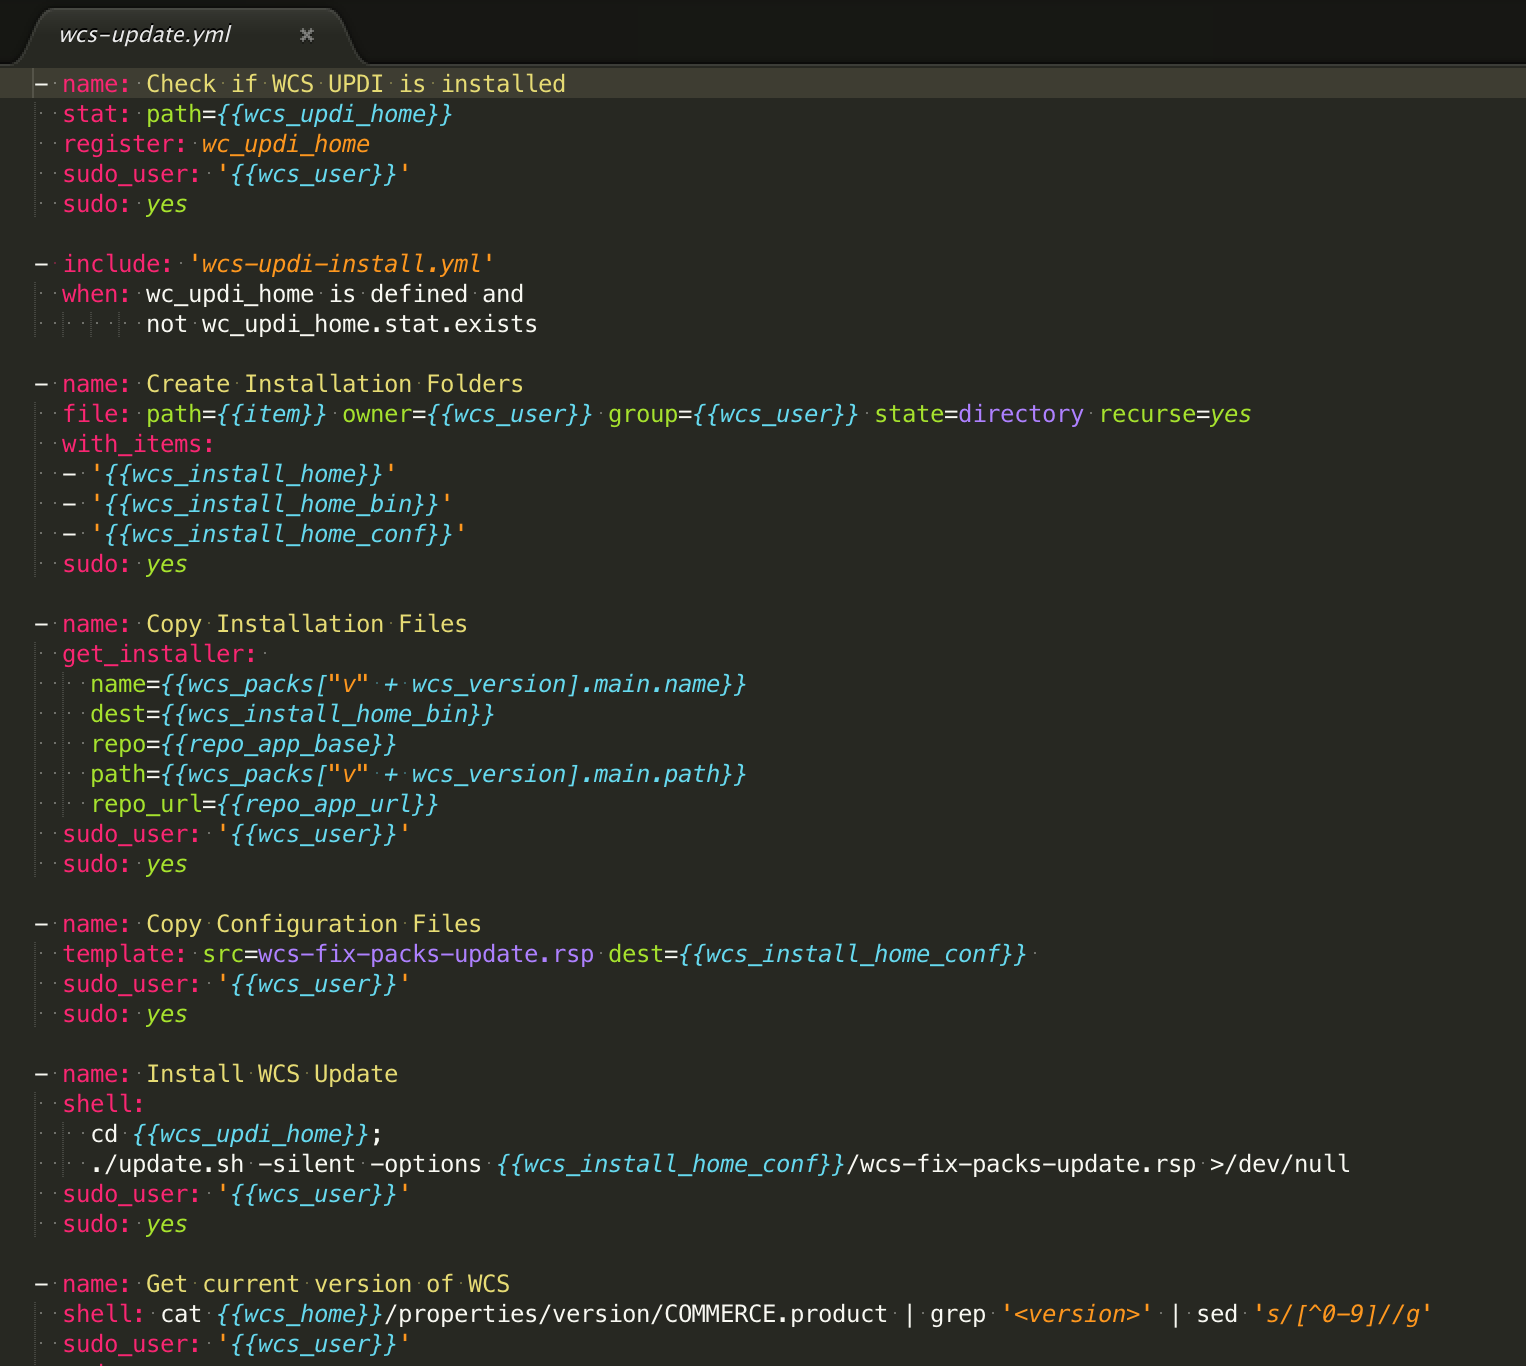 wcs-update.yml
- name: Check if WCS UPDI is installed
  stat: path={{wcs_updi_home}}
  register: wc_updi_home
  sudo_user: '{{wcs_user}}'
  sudo: yes

- include: 'wcs-updi-install.yml'
  when: wc_updi_home is defined and
        not wc_updi_home.stat.exists

- name: Create Installation Folders
  file: path={{item}} owner={{wcs_user}} group={{wcs_user}} state=directory recurse=yes
  with_items:
  - '{{wcs_install_home}}'
  - '{{wcs_install_home_bin}}'
  - '{{wcs_install_home_conf}}'
  sudo: yes

- name: Copy Installation Files
  get_installer:
    name={{wcs_packs["v" + wcs_version].main.name}}
    dest={{wcs_install_home_bin}}
    repo={{repo_app_base}}
    path={{wcs_packs["v" + wcs_version].main.path}}
    repo_url={{repo_app_url}}
  sudo_user: '{{wcs_user}}'
  sudo: yes

- name: Copy Configuration Files
  template: src=wcs-fix-packs-update.rsp dest={{wcs_install_home_conf}}
  sudo_user: '{{wcs_user}}'
  sudo: yes

- name: Install WCS Update
  shell:
    cd {{wcs_updi_home}};
    ./update.sh -silent -options {{wcs_install_home_conf}}/wcs-fix-packs-update.rsp >/dev/null
  sudo_user: '{{wcs_user}}'
  sudo: yes

- name: Get current version of WCS
  shell: cat {{wcs_home}}/properties/version/COMMERCE.product | grep '<version>' | sed 's/[^0-9]//g'
  sudo_user: '{{wcs_user}}'